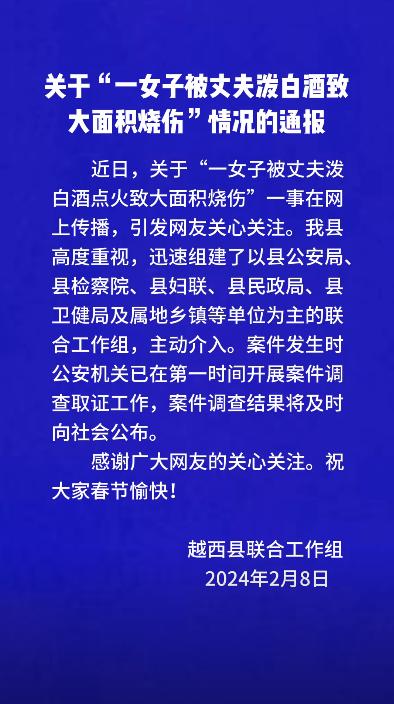 关于“一女子被丈夫泼白酒致
大面积烧伤”情况的通报
近日，关于“一女子被丈夫泼
白酒点火致大面积烧伤”一事在网
上传播，引发网友关心关注。我县
高度重视，迅速组建了以县公安局、
县检察院、县妇联、县民政局、县
卫健局及属地乡镇等单位为主的联
合工作组，主动介入。案件发生时
公安机关已在第一时间开展案件调
查取证工作，案件调查结果将及时
向社会公布。
感谢广大网友的关心关注。祝
大家春节愉快！
越西县联合工作组
2024年2月8日